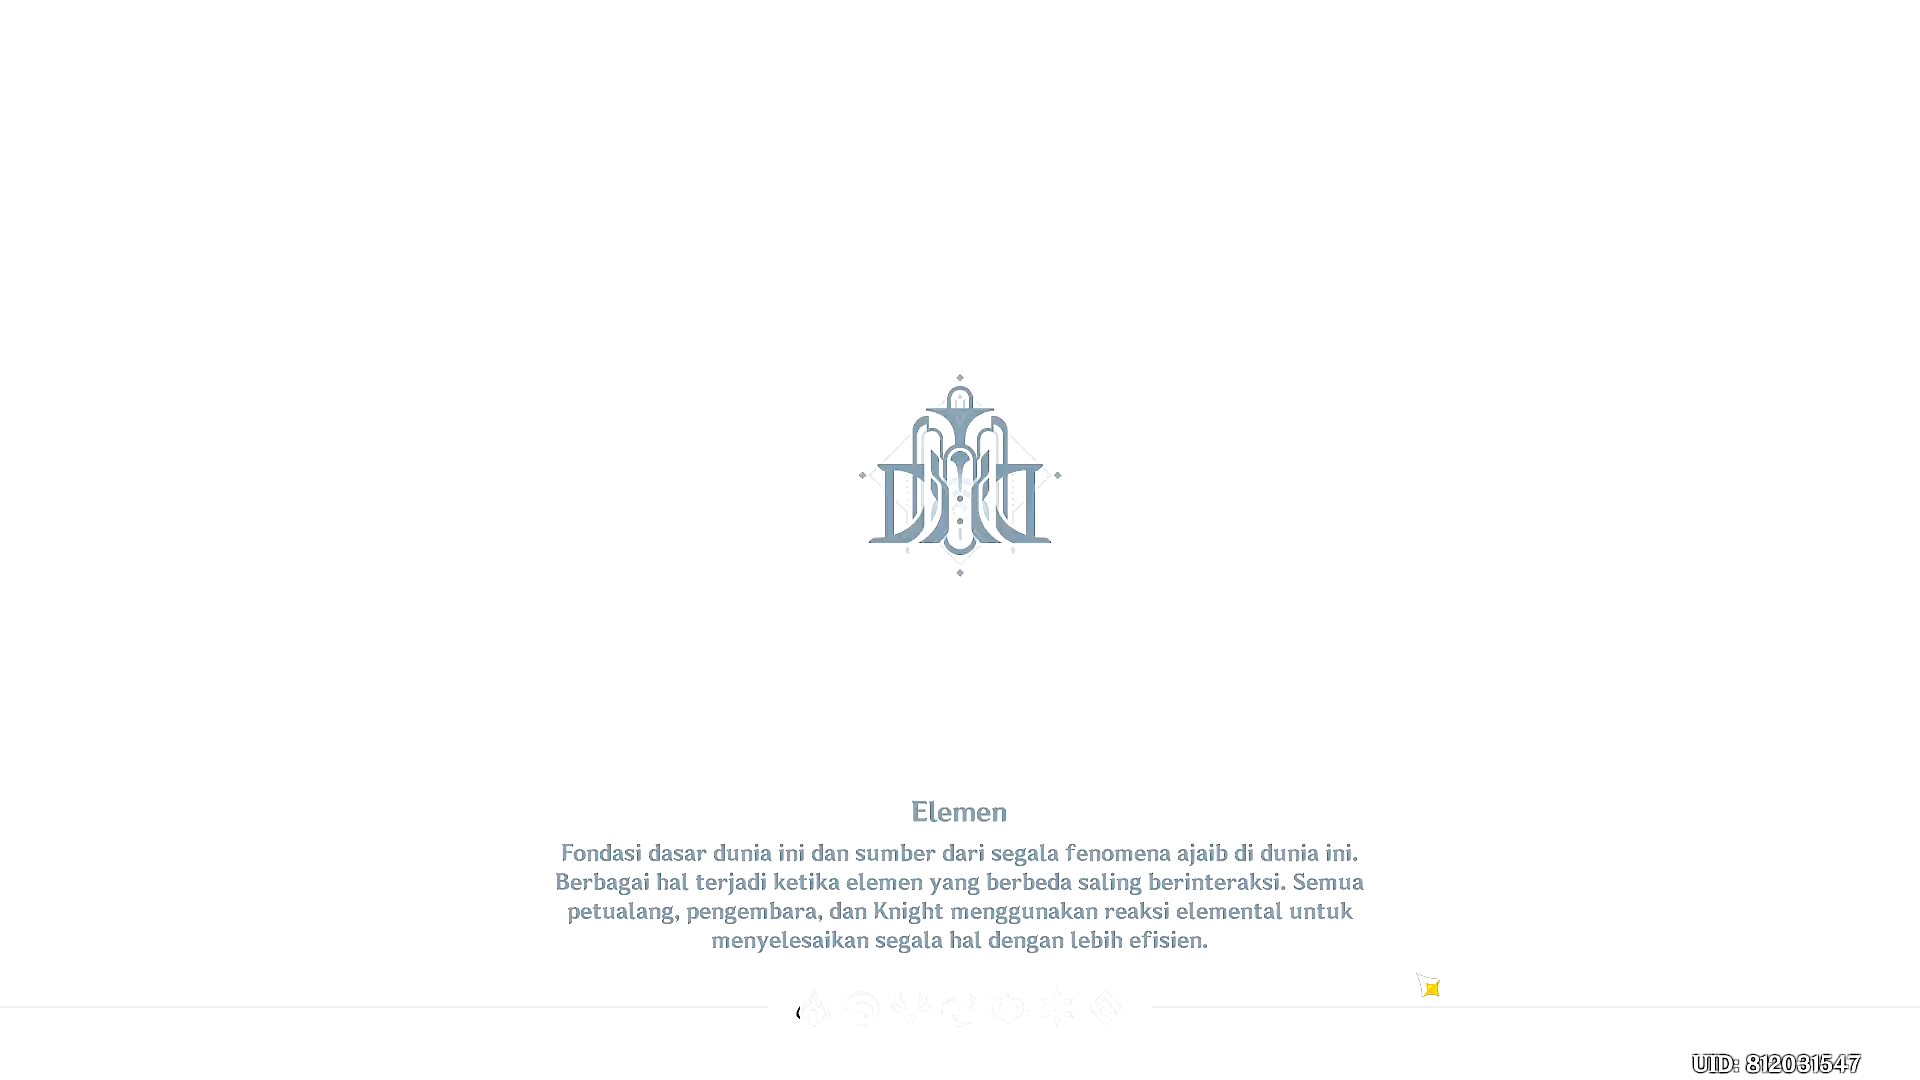 Elemen
Fondasi dasar dunia ini dan sumber dari segala fenomena ajaib di dunia ini.
Berbagai hal terjadi ketika elemen yang berbeda saling berinteraksi. Semua
petualang, pengembara, dan Knight menggunakan reaksi elemental untuk
menyelesaikan segala hal dengan lebih efisien.
UID: 812031547